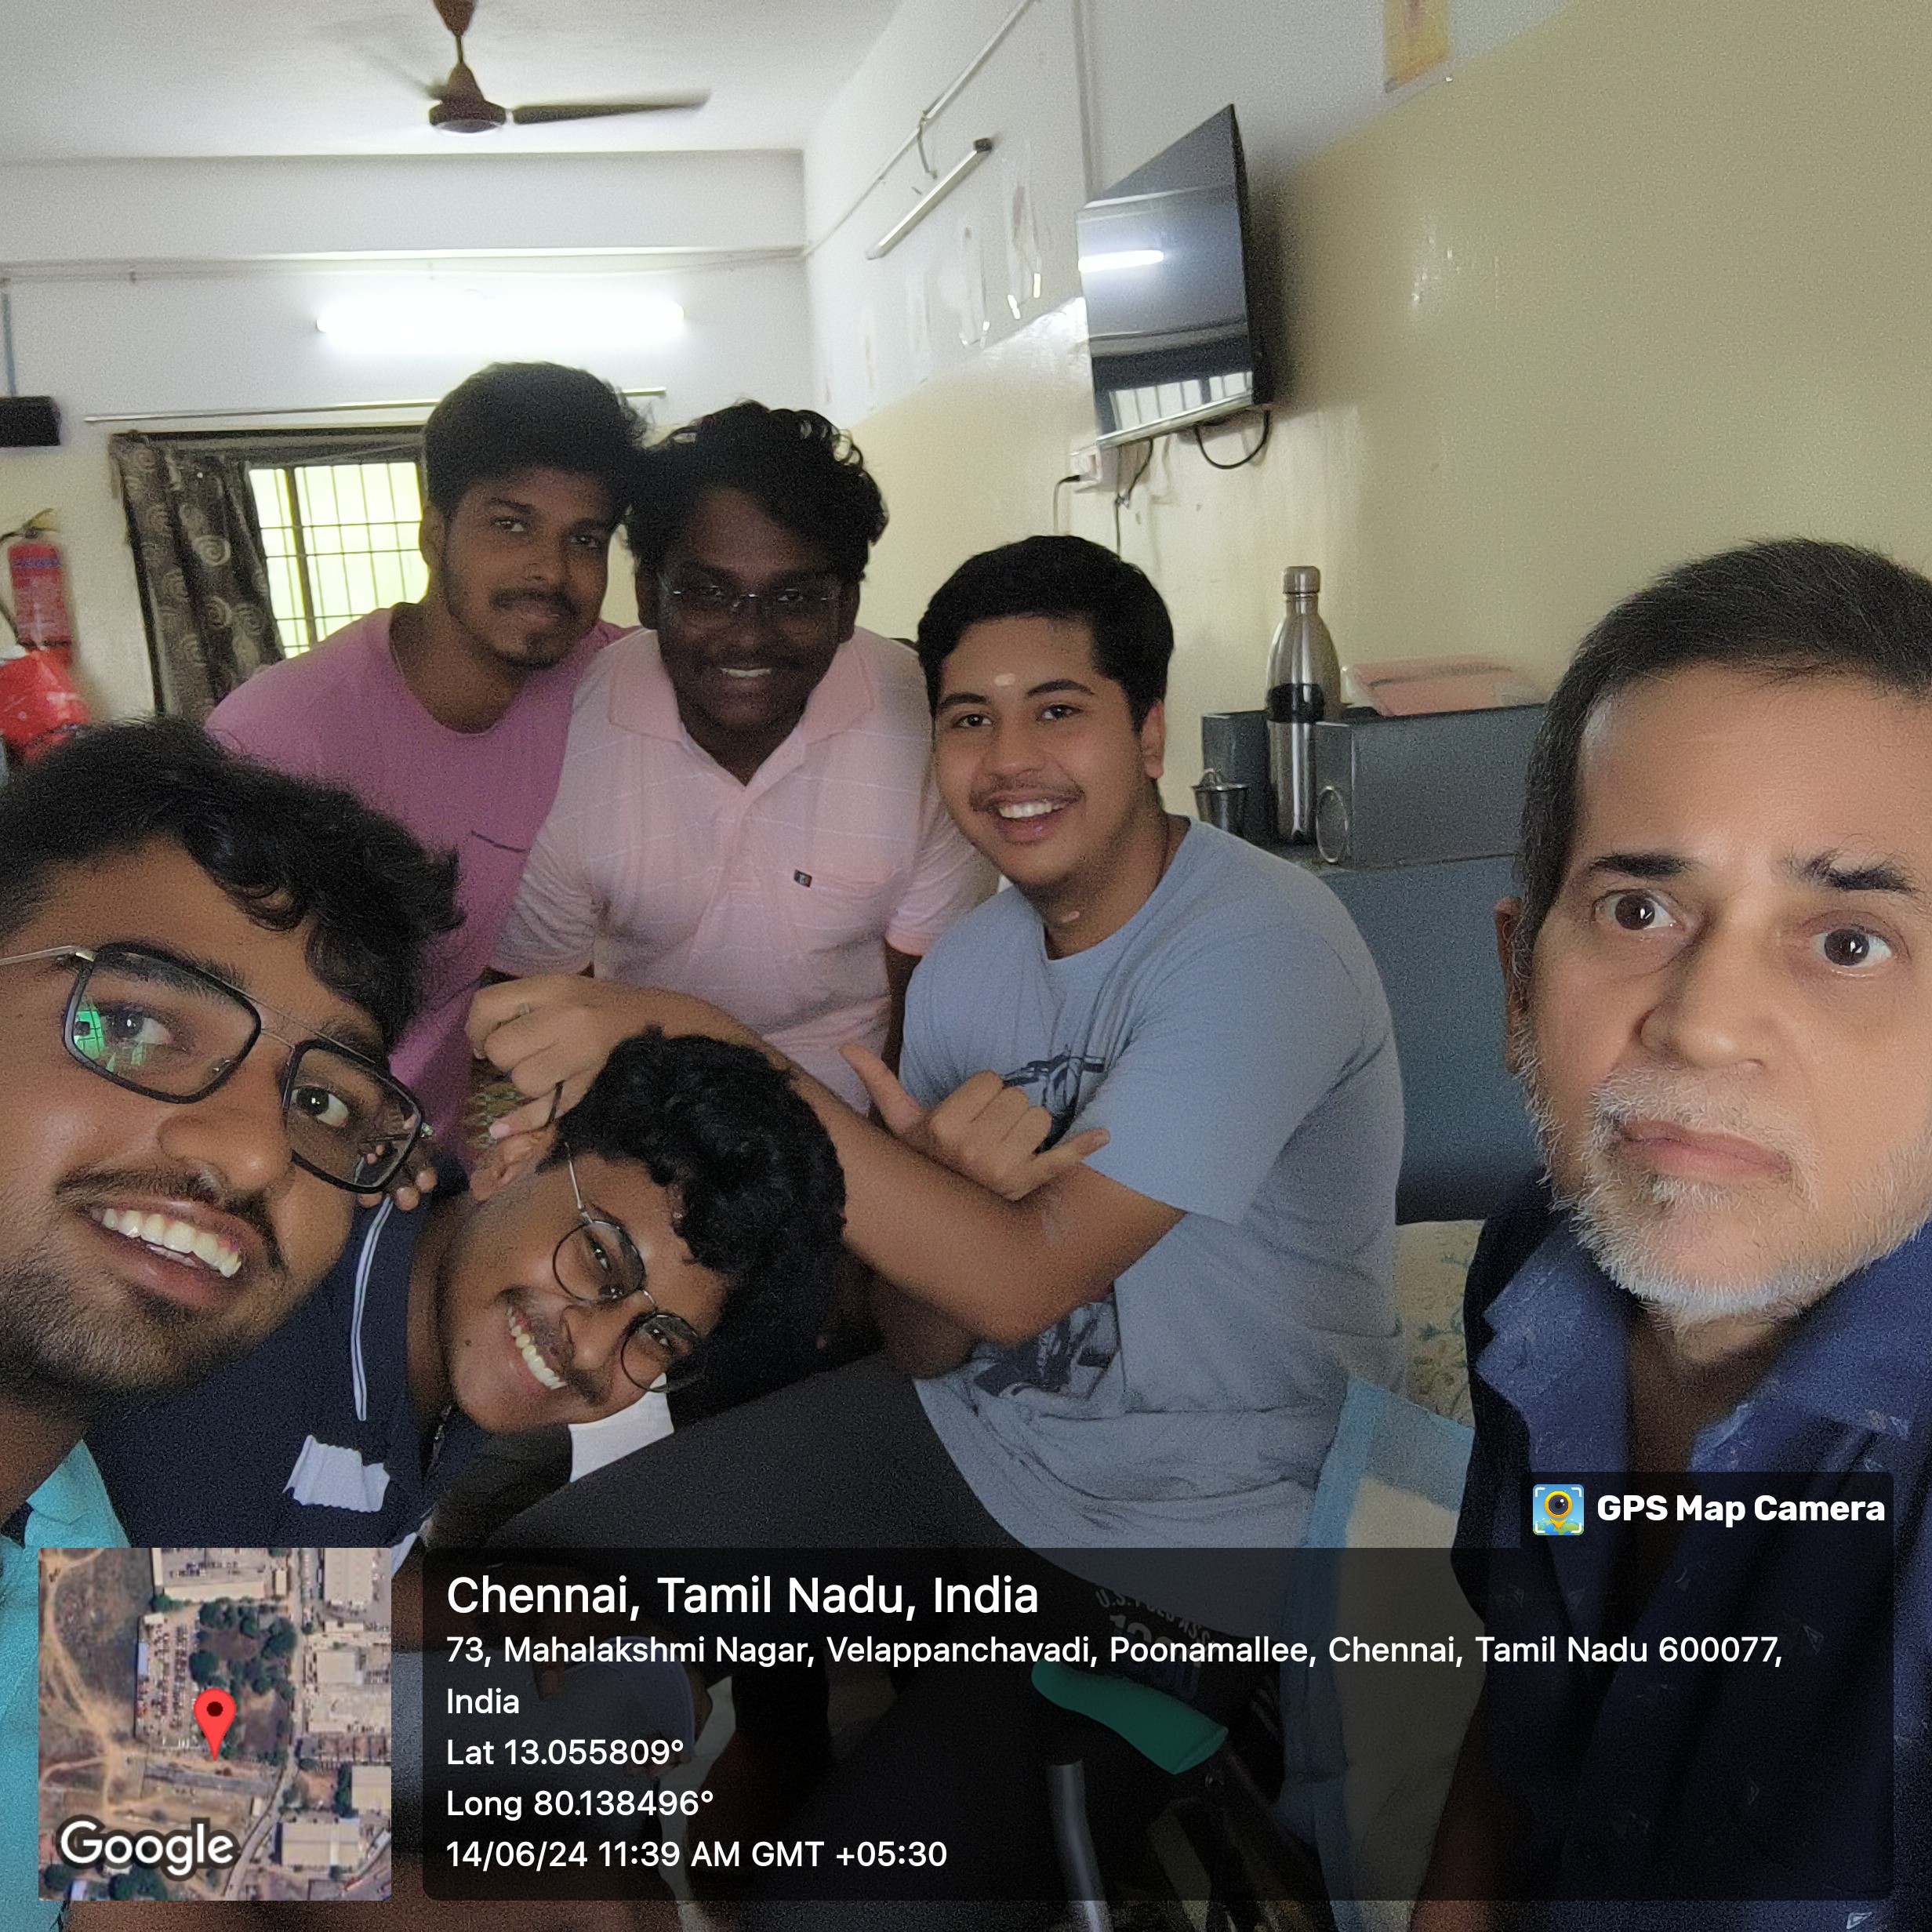 GPS Map Camera
Chennai, Tamil Nadu, India
73, Mahalakshmi Nagar, Velappanchavadi, Poonamallee, Chennai, Tamil Nadu 600077,
India
Lat 13.055809°
Long 80.138496°
14/06/24 11:39 AM GMT +05:30
Google